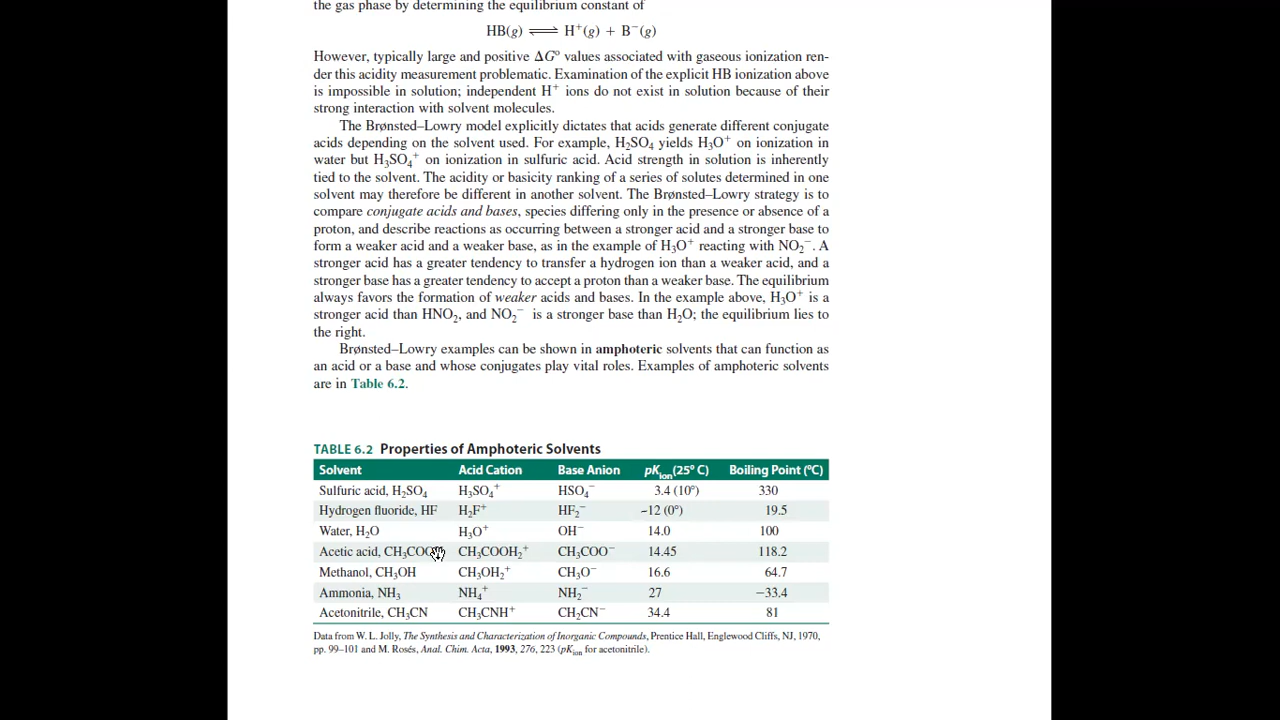 the gas phase by determining the equilibrium constant of
HB(g) ⇌ H⁺(g) + B⁻(g)
However, typically large and positive ΔG° values associated with gaseous ionization ren-
der this acidity measurement problematic. Examination of the explicit HB ionization above
is impossible in solution; independent H⁺ ions do not exist in solution because of their
strong interaction with solvent molecules.
The Brønsted–Lowry model explicitly dictates that acids generate different conjugate
acids depending on the solvent used. For example, H₂SO₄ yields H₃O⁺ on ionization in
water but H₃SO₄⁺ on ionization in sulfuric acid. Acid strength in solution is inherently
tied to the solvent. The acidity or basicity ranking of a series of solutes determined in one
solvent may therefore be different in another solvent. The Brønsted–Lowry strategy is to
compare conjugate acids and bases, species differing only in the presence or absence of a
proton, and describe reactions as occurring between a stronger acid and a stronger base to
form a weaker acid and a weaker base, as in the example of H₃O⁺ reacting with NO₂⁻. A
stronger acid has a greater tendency to transfer a hydrogen ion than a weaker acid, and a
stronger base has a greater tendency to accept a proton than a weaker base. The equilibrium
always favors the formation of weaker acids and bases. In the example above, H₃O⁺ is a
stronger acid than HNO₂, and NO₂⁻ is a stronger base than H₂O; the equilibrium lies to
the right.
Brønsted–Lowry examples can be shown in amphoteric solvents that can function as
an acid or a base and whose conjugates play vital roles. Examples of amphoteric solvents
are in Table 6.2.
TABLE 6.2 Properties of Amphoteric Solvents
Solvent Acid Cation Base Anion pKion (25° C) Boiling Point (°C)
Sulfuric acid, H₂SO₄ H₃SO₄⁺ HSO₄⁻ 3.4 (10°) 330
Hydrogen fluoride, HF H₂F⁺ HF₂⁻ ~12 (0°) 19.5
Water, H₂O H₃O⁺ OH⁻ 14.0 100
Acetic acid, CH₃COOH₂⁺ CH₃COO⁻ 14.45 118.2
Methanol, CH₃OH CH₃OH₂⁺ CH₃O⁻ 16.6 64.7
Ammonia, NH₃ NH₄⁺ NH₂⁻ 27 −33.4
Acetonitrile, CH₃CN CH₃CNH⁺ CH₂CN⁻ 34.4 81
Data from W. L. Jolly, The Synthesis and Characterization of Inorganic Compounds, Prentice Hall, Englewood Cliffs, NJ, 1970,
pp. 99–101 and M. Rosés, Anal. Chim. Acta, 1993, 276, 223 (pKion for acetonitrile).